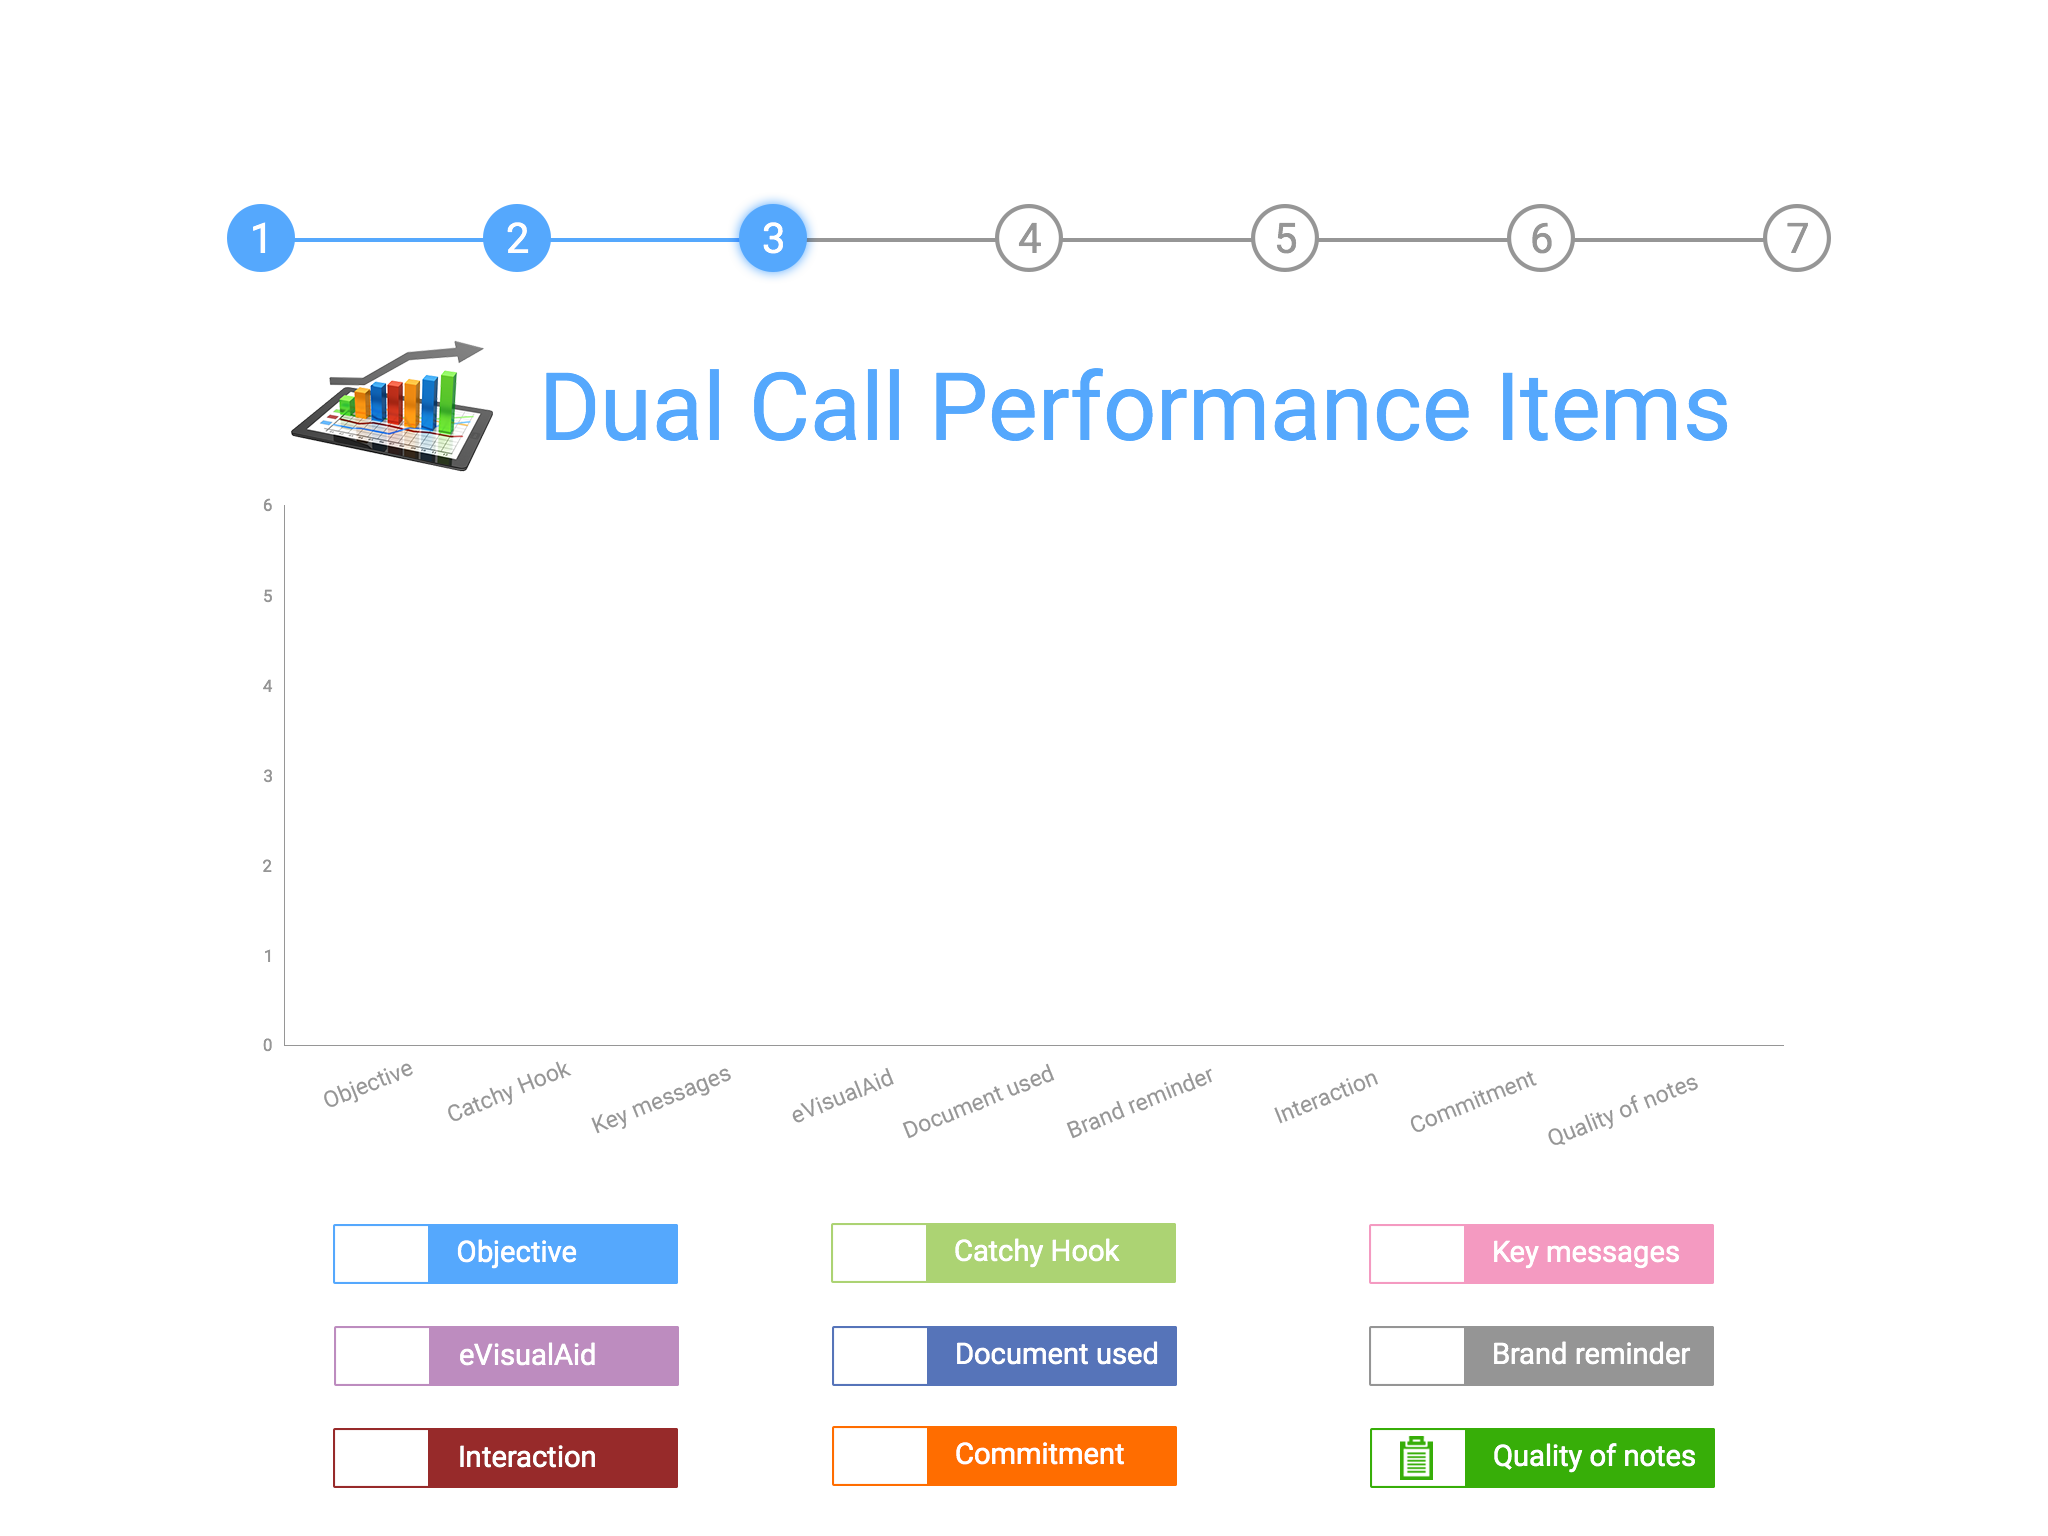 1 2 3 4 5 6 7
Dual Call Performance Items
6
5
4
3
2
1
0
Objective
Catchy Hook
Key messages
eVisualAid
Document used
Brand reminder
Interaction
Commitment
Quality of notes
Objective
Catchy Hook
Key messages
eVisualAid
Document used
Brand reminder
Interaction
Commitment
Quality of notes